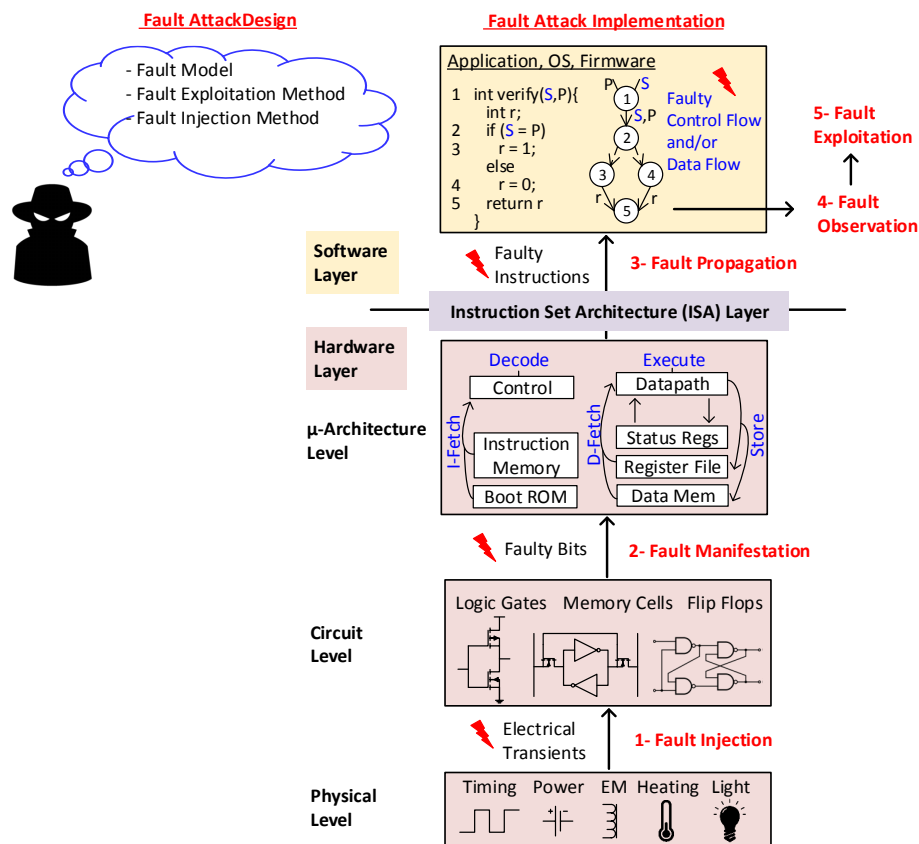 Fault AttackDesign
- Fault Model
- Fault Exploitation Method
- Fault Injection Method
Fault Attack Implementation
Application, OS, Firmware
1 int verify(S,P){
int r;
2 if (S = P)
3 r = 1;
else
4 r = 0;
5 return r
}
P S
1
S,P
2
3 4
r r
5
Faulty
Control Flow
and/or
Data Flow
5- Fault
Exploitation
4- Fault
Observation
Software
Layer
Faulty
Instructions
3- Fault Propagation
Instruction Set Architecture (ISA) Layer
Hardware
Layer
μ-Architecture
Level
Decode
Control
I-Fetch
Instruction
Memory
Boot ROM
Execute
Datapath
D-Fetch
Status Regs
Register File
Data Mem
Store
Faulty Bits
2- Fault Manifestation
Circuit
Level
Logic Gates Memory Cells Flip Flops
Electrical
Transients
1- Fault Injection
Physical
Level
Timing Power EM Heating Light